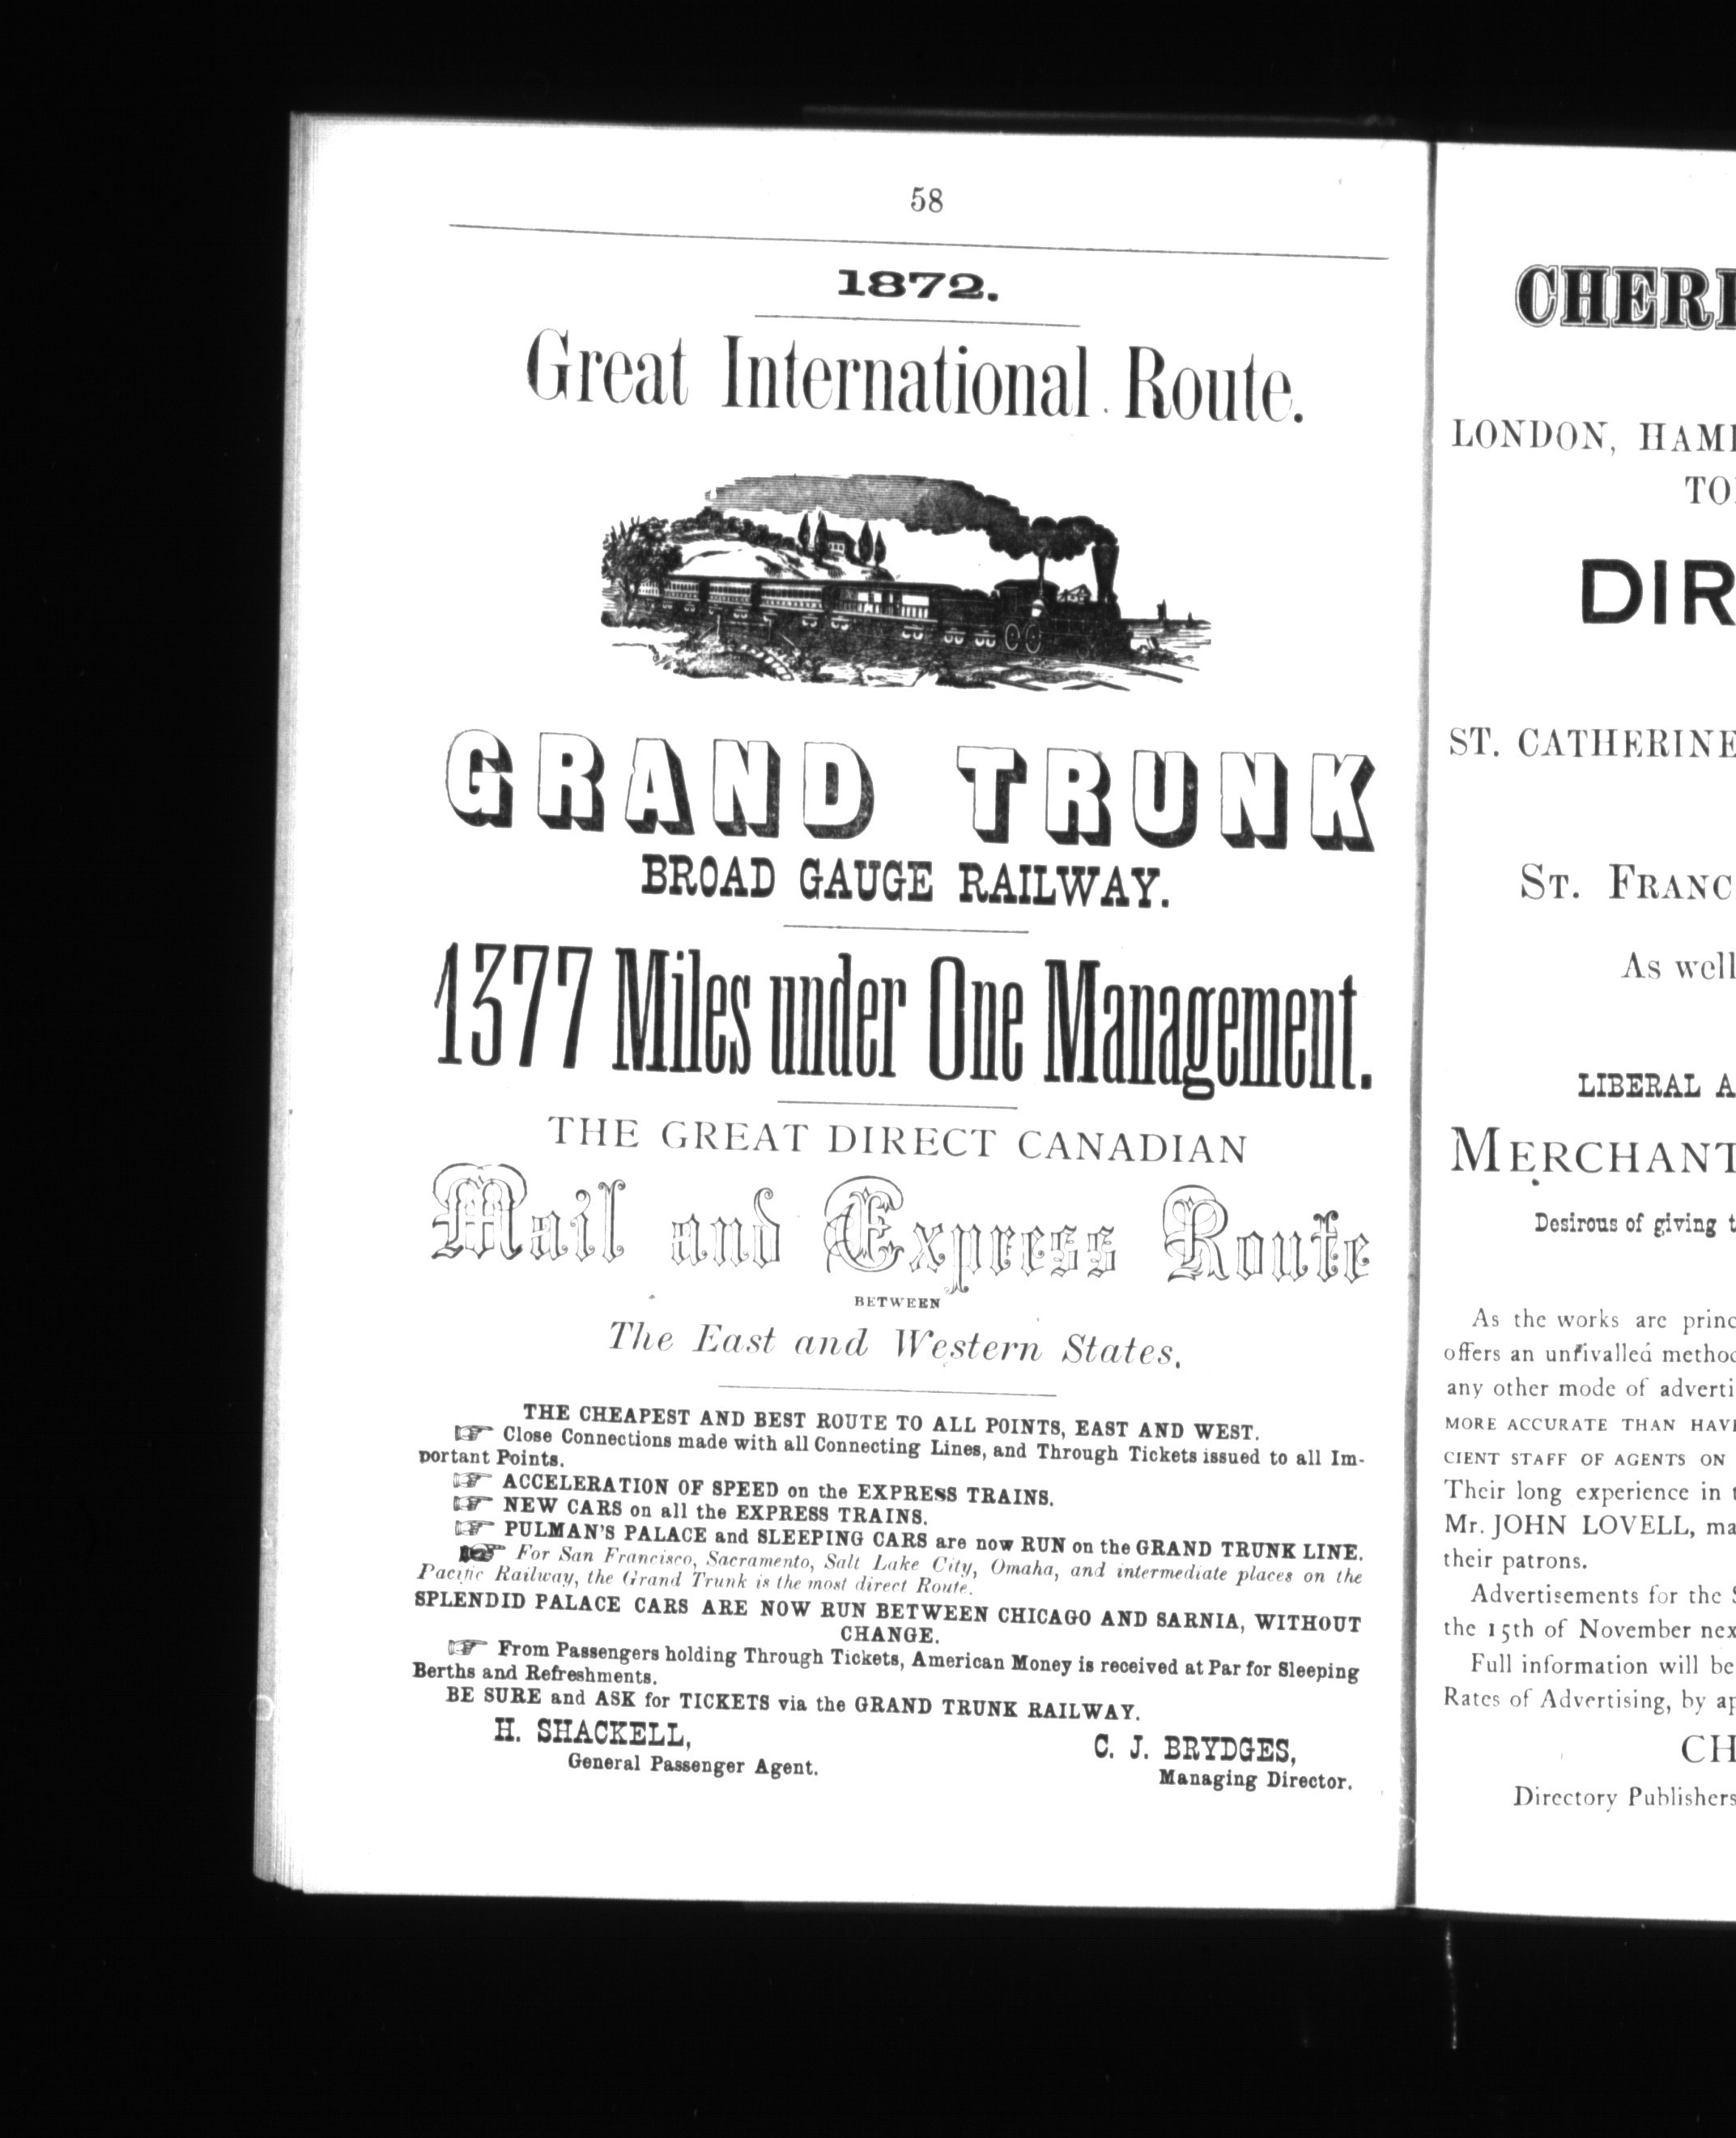 58
1872.
Great International Route.
GRAND TRUNK
BROAD GAUGE RAILWAY.
1377 Miles under One Management.
THE GREAT DIRECT CANADIAN
Mail and Express Route
BETWEEN
The East and Western States.
THE CHEAPEST AND BEST ROUTE TO ALL POINTS, EAST AND WEST.
☞ Close Connections made with all Connecting Lines, and Through Tickets issued to all Im-
portant Points.
☞ ACCELERATION OF SPEED on the EXPRESS TRAINS.
☞ NEW CARS on all the EXPRESS TRAINS.
☞ PULMAN'S PALACE and SLEEPING CARS are now RUN on the GRAND TRUNK LINE.
☛ For San Francisco, Sacramento, Salt Lake City, Omaha, and intermediate places on the
Pacific Railway, the Grand Trunk is the most direct Route.
SPLENDID PALACE CARS ARE NOW RUN BETWEEN CHICAGO AND SARNIA, WITHOUT
CHANGE.
☞ From Passengers holding Through Tickets, American Money is received at Par for Sleeping
Berths and Refreshments.
BE SURE and ASK for TICKETS via the GRAND TRUNK RAILWAY.
H. SHACKELL,
General Passenger Agent.
C. J. BRYDGES,
Managing Director.
CHER
LONDON, HAM
TO
DIR
ST. CATHERINE
ST. FRANC
As well
LIBERAL A
MERCHANT
Desirous of giving t
As the works are princ
offers an unrivalled method
any other mode of adverti
MORE ACCURATE THAN HAV
CIENT STAFF OF AGENTS ON
Their long experience in t
Mr. JOHN LOVELL, ma
their patrons.
Advertisements for the S
the 15th of November nex
Full information will be
Rates of Advertising, by ap
CH
Directory Publishers